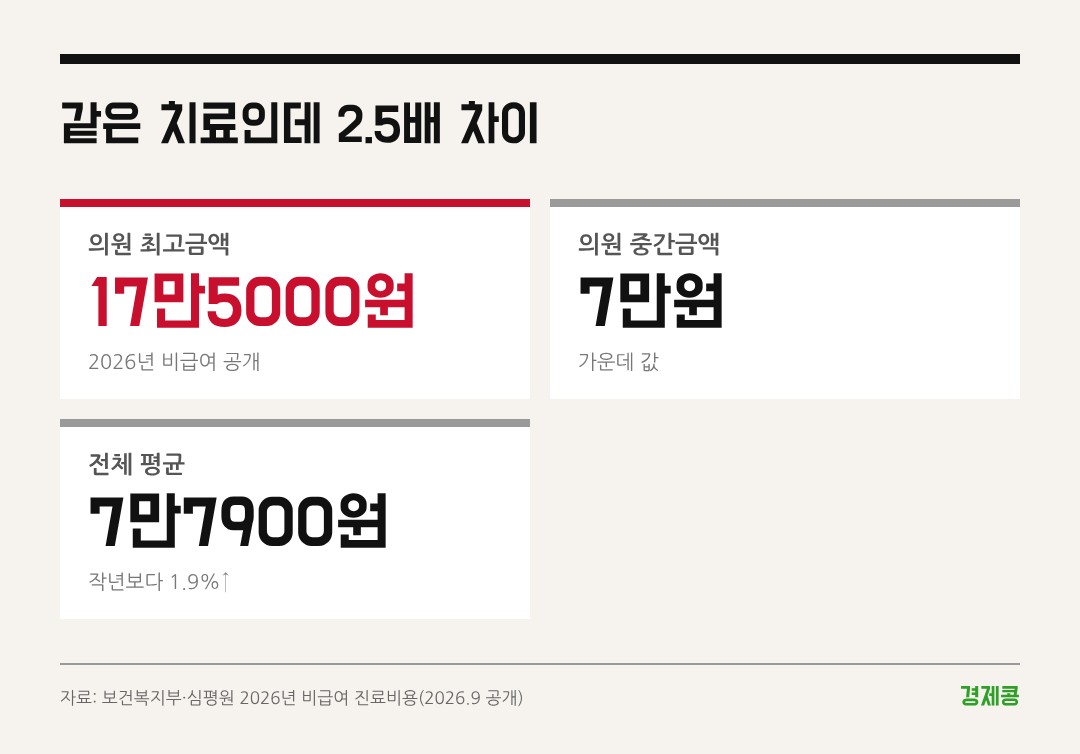 같은 치료인데 2.5배 차이
의원 최고금액
17만5000원
2026년 비급여 공개
의원 중간금액
7만원
가운데 값
전체 평균
7만7900원
작년보다 1.9%↑
자료: 보건복지부·심평원 2026년 비급여 진료비용(2026.9 공개)
경제콩